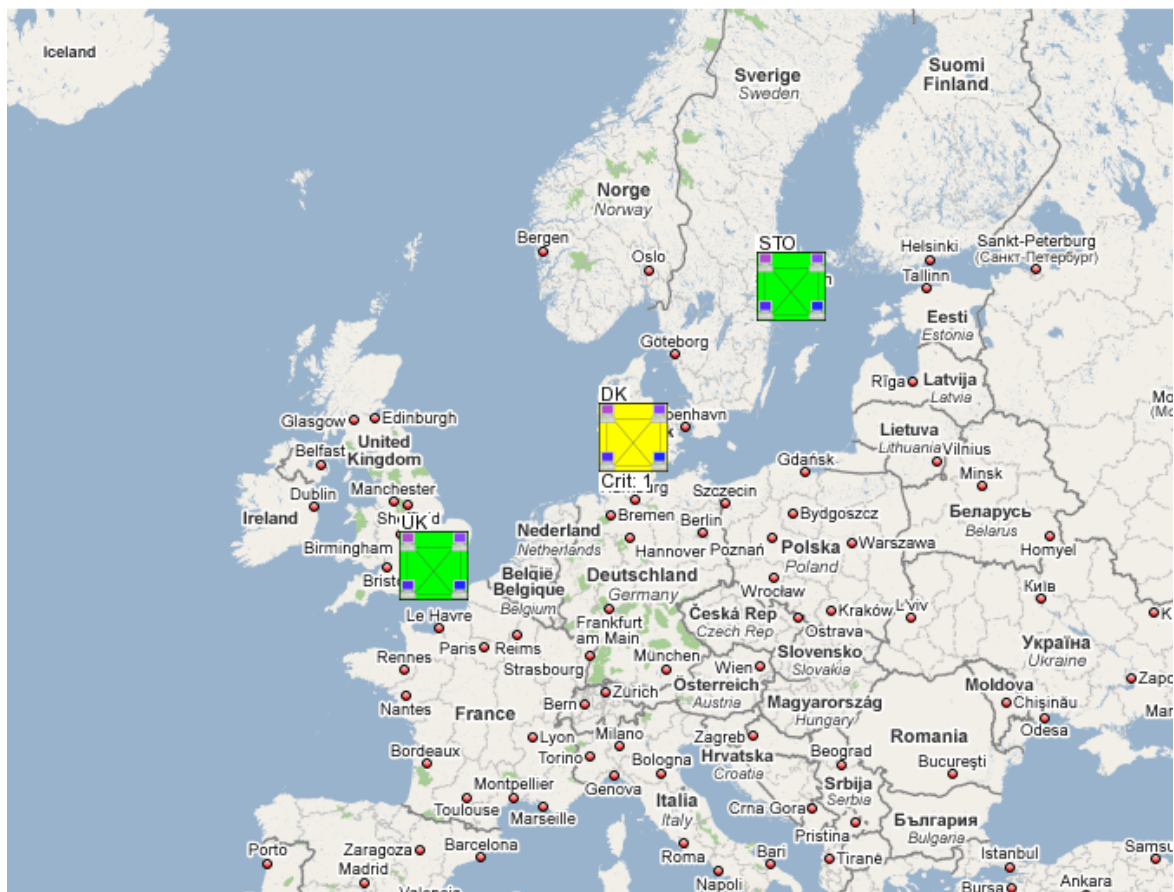 Iceland
Suomi
Finland
Sverige
Sweden
Norge
Norway
Bergen
Oslo
STO
Helsinki
Sankt-Peterburg
(Санкт-Петербург)
Tallinn
Eesti
Estonia
Göteborg
Rīga
Latvija
Latvia
DK
Glasgow
Edinburgh
United
Kingdom
Belfast
Lietuva
Lithuania
Vilnius
Gdańsk
Minsk
Crit: 1
Dublin
Manchester
Ireland
UK
Bremen
Szczecin
Bydgoszcz
Беларусь
Belarus
Nederland
Netherlands
Berlin
Hannover
Poznań
Polska
Poland
Warszawa
Homyel
Birmingham
België
Belgique
Belgium
Deutschland
Germany
Wrocław
Київ
Le Havre
Frankfurt
am Main
Česká Rep
Czech Rep
Kraków
L'viv
Ostrava
Paris
Reims
Strasbourg
München
Wien
Slovensko
Slovakia
Україна
Ukraine
Rennes
Nantes
Zürich
Bern
Österreich
Austria
Magyarország
Hungary
Moldova
Chișinău
Odesa
France
Lyon
Milano
Torino
Zagreb
Hrvatska
Croatia
Beograd
Romania
București
Bordeaux
Bologna
Genova
Srbija
Serbia
Montpellier
Toulouse
Marseille
Italia
Italy
Crna Gora
Pristina
България
Bulgaria
Porto
Zaragoza
Madrid
Barcelona
Roma
Bari
Tiranë
Napoli
Istanbul
Bursa
Ankara